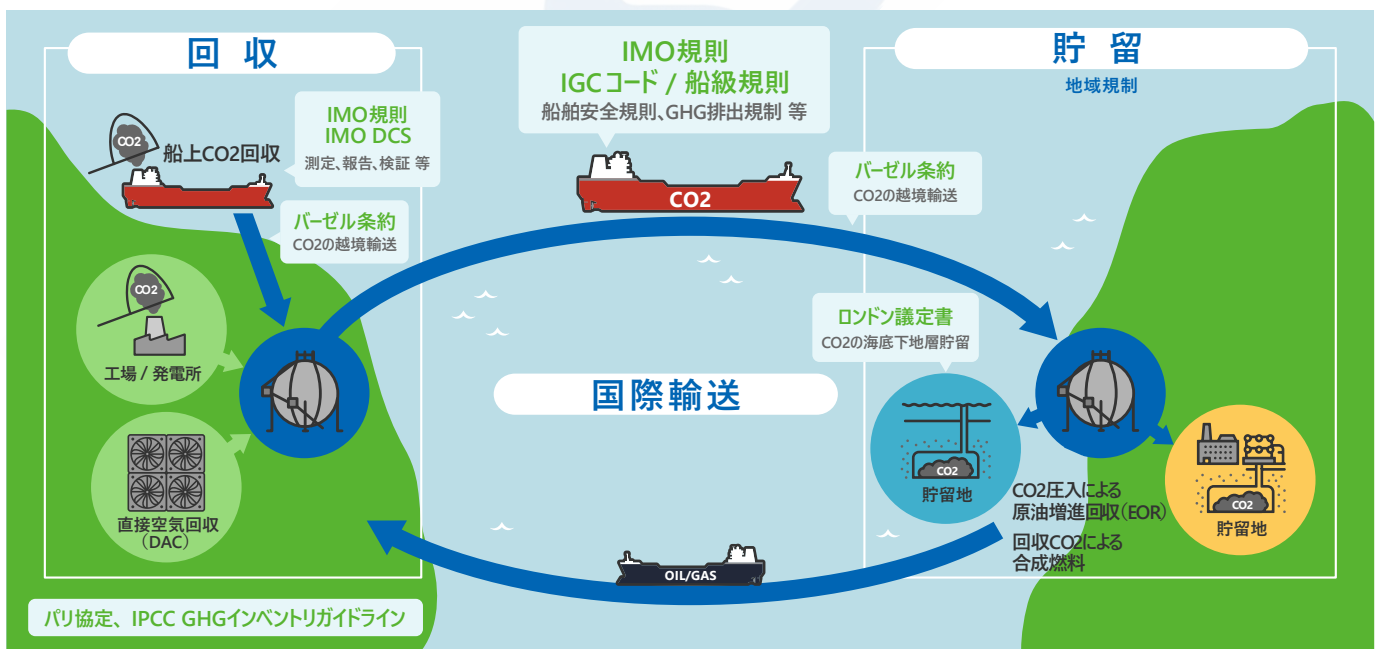 回 収
CO2
船上CO2回収
IMO規則
IMO DCS
測定、報告、検証 等
バーゼル条約
CO2の越境輸送
CO2
工場 / 発電所
直接空気回収
（DAC）
パリ協定、 IPCC GHGインベントリガイドライン
IMO規則
IGCコード / 船級規則
船舶安全規則、GHG排出規制 等
CO2
国際輸送
OIL/GAS
貯 留
地域規制
バーゼル条約
CO2の越境輸送
ロンドン議定書
CO2の海底下地層貯留
CO2
貯留地
CO2圧入による
原油増進回収（EOR）
回収CO2による
合成燃料
CO2
貯留地